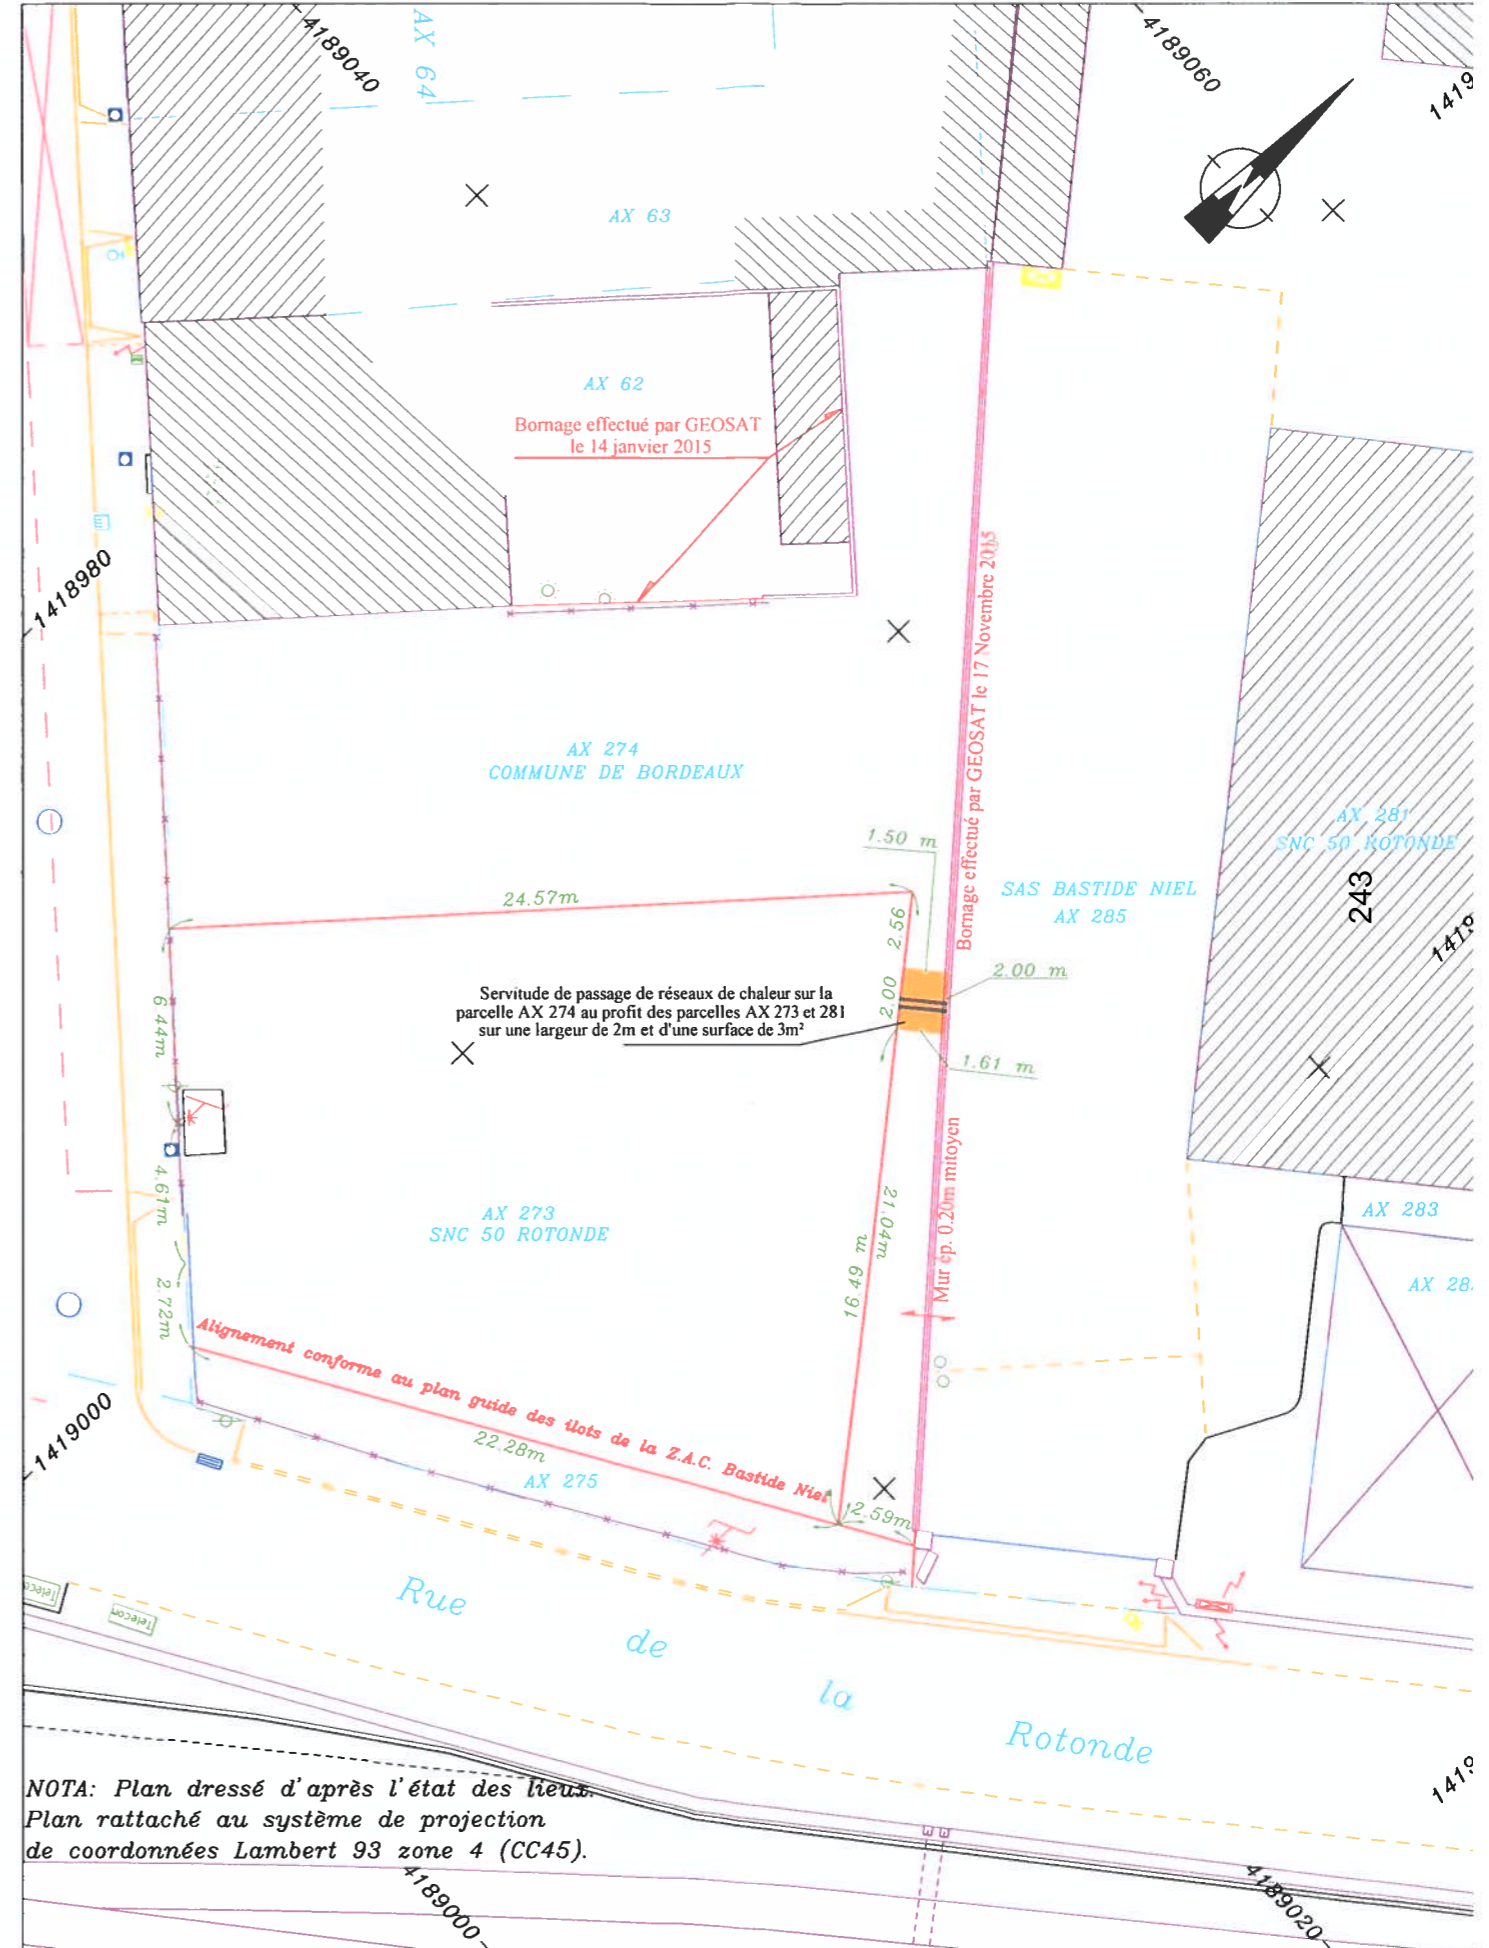 4189040
AX 64
4189060
1419
AX 63
AX 62
Bornage effectué par GEOSAT
le 14 janvier 2015
1418980
Bornage effectué par GEOSAT le 17 Novembre 2015
AX 274
COMMUNE DE BORDEAUX
AX 281
SNC 50 ROTONDE
243
1.50 m
24.57m
2.56
SAS BASTIDE NIEL
AX 285
1419
2.00 m
2.00
Servitude de passage de réseaux de chaleur sur la
parcelle AX 274 au profit des parcelles AX 273 et 281
sur une largeur de 2m et d'une surface de 3m²
6.44m
1.61 m
Mur ép. 0.20m mitoyen
4.61m
AX 273
SNC 50 ROTONDE
21.04m
16.49 m
AX 283
AX 28
2.72m
Alignement conforme au plan guide des ilots de la Z.A.C. Bastide Niel
22.28m
1419000
AX 275
2.59m
Telecom
Telecom
Rue
de
la
Rotonde
1419
NOTA: Plan dressé d'après l'état des lieux.
Plan rattaché au système de projection
de coordonnées Lambert 93 zone 4 (CC45).
4189000
4189020